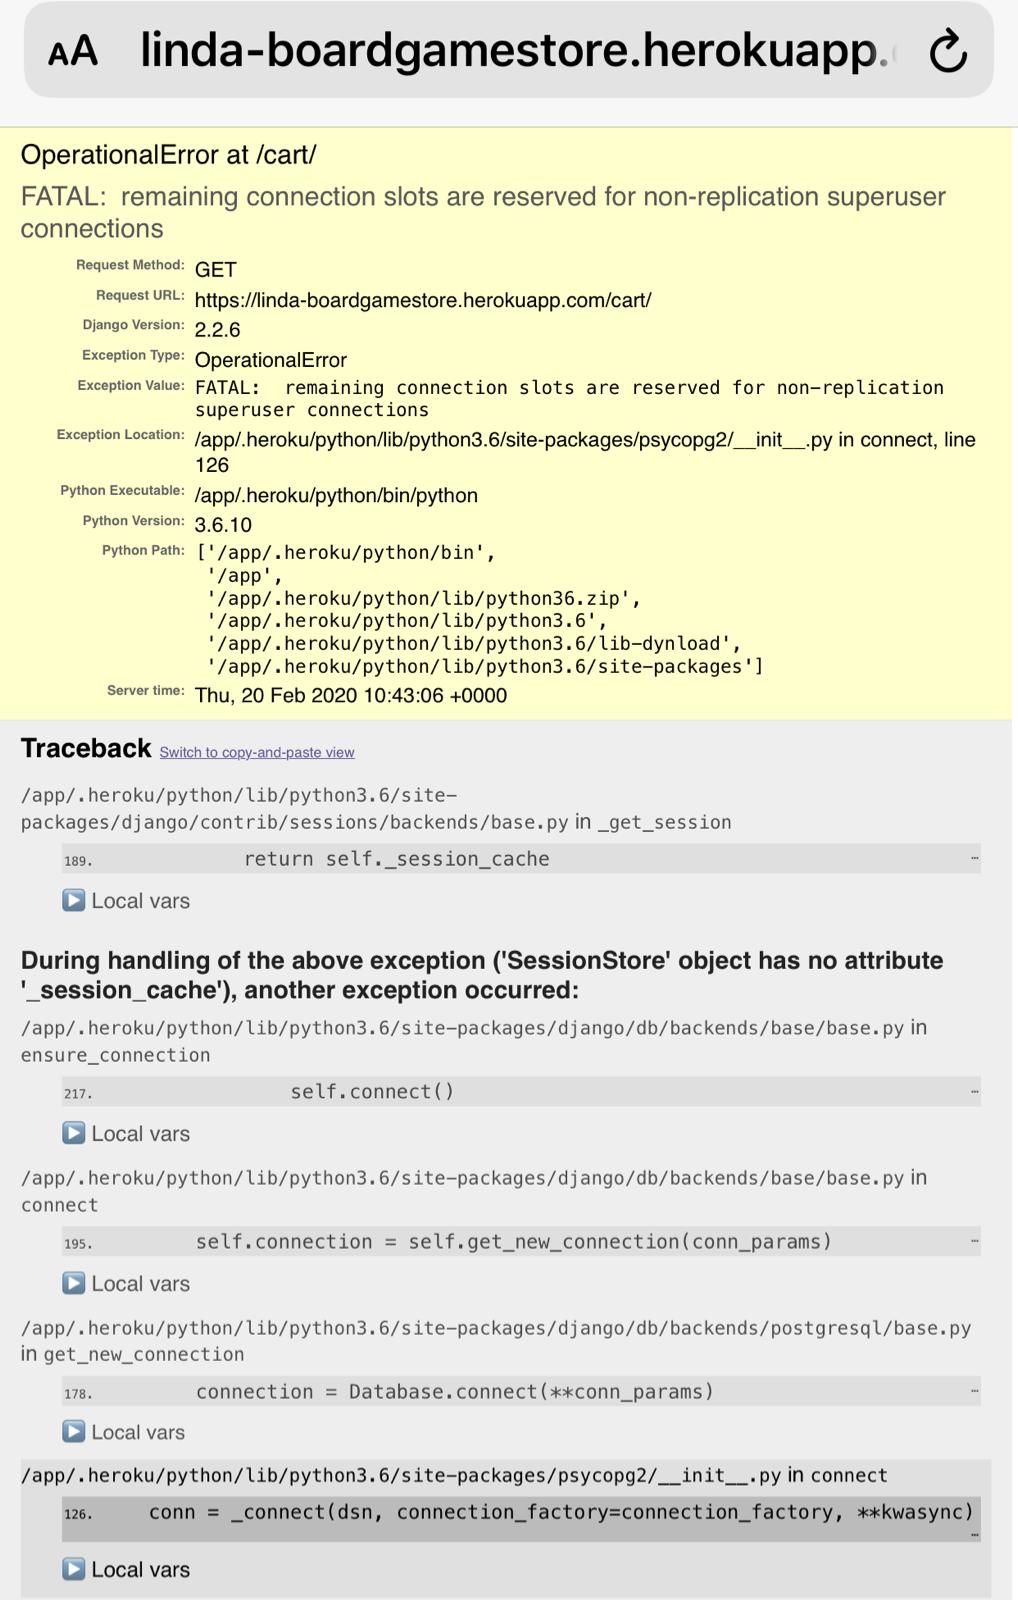 AA linda-boardgamestore.herokuapp.
OperationalError at /cart/
FATAL:  remaining connection slots are reserved for non-replication superuser
connections
Request Method: GET
Request URL: https://linda-boardgamestore.herokuapp.com/cart/
Django Version: 2.2.6
Exception Type: OperationalError
Exception Value: FATAL:  remaining connection slots are reserved for non-replication
superuser connections
Exception Location: /app/.heroku/python/lib/python3.6/site-packages/psycopg2/__init__.py in connect, line
126
Python Executable: /app/.heroku/python/bin/python
Python Version: 3.6.10
Python Path: ['/app/.heroku/python/bin',
'/app',
'/app/.heroku/python/lib/python36.zip',
'/app/.heroku/python/lib/python3.6',
'/app/.heroku/python/lib/python3.6/lib-dynload',
'/app/.heroku/python/lib/python3.6/site-packages']
Server time: Thu, 20 Feb 2020 10:43:06 +0000
Traceback Switch to copy-and-paste view
/app/.heroku/python/lib/python3.6/site-
packages/django/contrib/sessions/backends/base.py in _get_session
189. return self._session_cache …
Local vars
During handling of the above exception ('SessionStore' object has no attribute
'_session_cache'), another exception occurred:
/app/.heroku/python/lib/python3.6/site-packages/django/db/backends/base/base.py in
ensure_connection
217. self.connect() …
Local vars
/app/.heroku/python/lib/python3.6/site-packages/django/db/backends/base/base.py in
connect
195. self.connection = self.get_new_connection(conn_params) …
Local vars
/app/.heroku/python/lib/python3.6/site-packages/django/db/backends/postgresql/base.py
in get_new_connection
178. connection = Database.connect(**conn_params) …
Local vars
/app/.heroku/python/lib/python3.6/site-packages/psycopg2/__init__.py in connect
126. conn = _connect(dsn, connection_factory=connection_factory, **kwasync)
…
Local vars